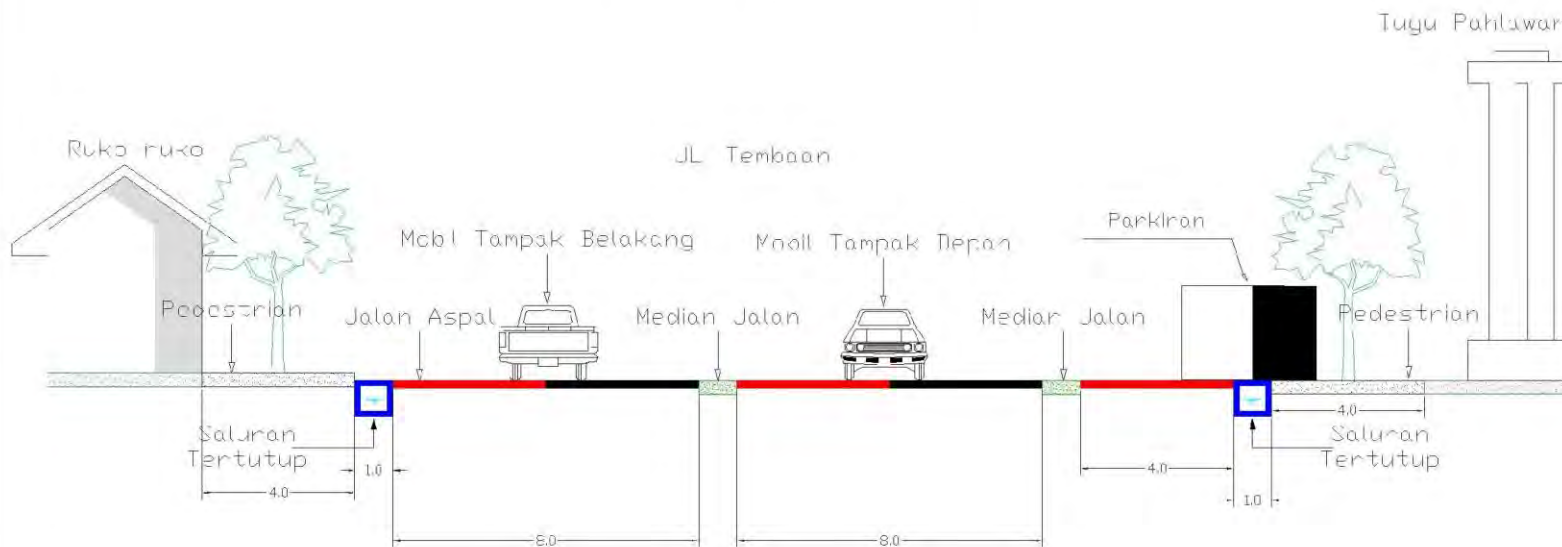 Tugu Pahlawan
Ruko ruko
JL Tembaan
Parkiran
Mobil Tampak Belakang
Mobil Tampak Depan
Pedestrian
Jalan Aspal
Median Jalan
Median Jalan
Pedestrian
Saluran
Tertutup
1.0
4.0
4.0
4.0
Saluran
Tertutup
1.0
8.0
8.0